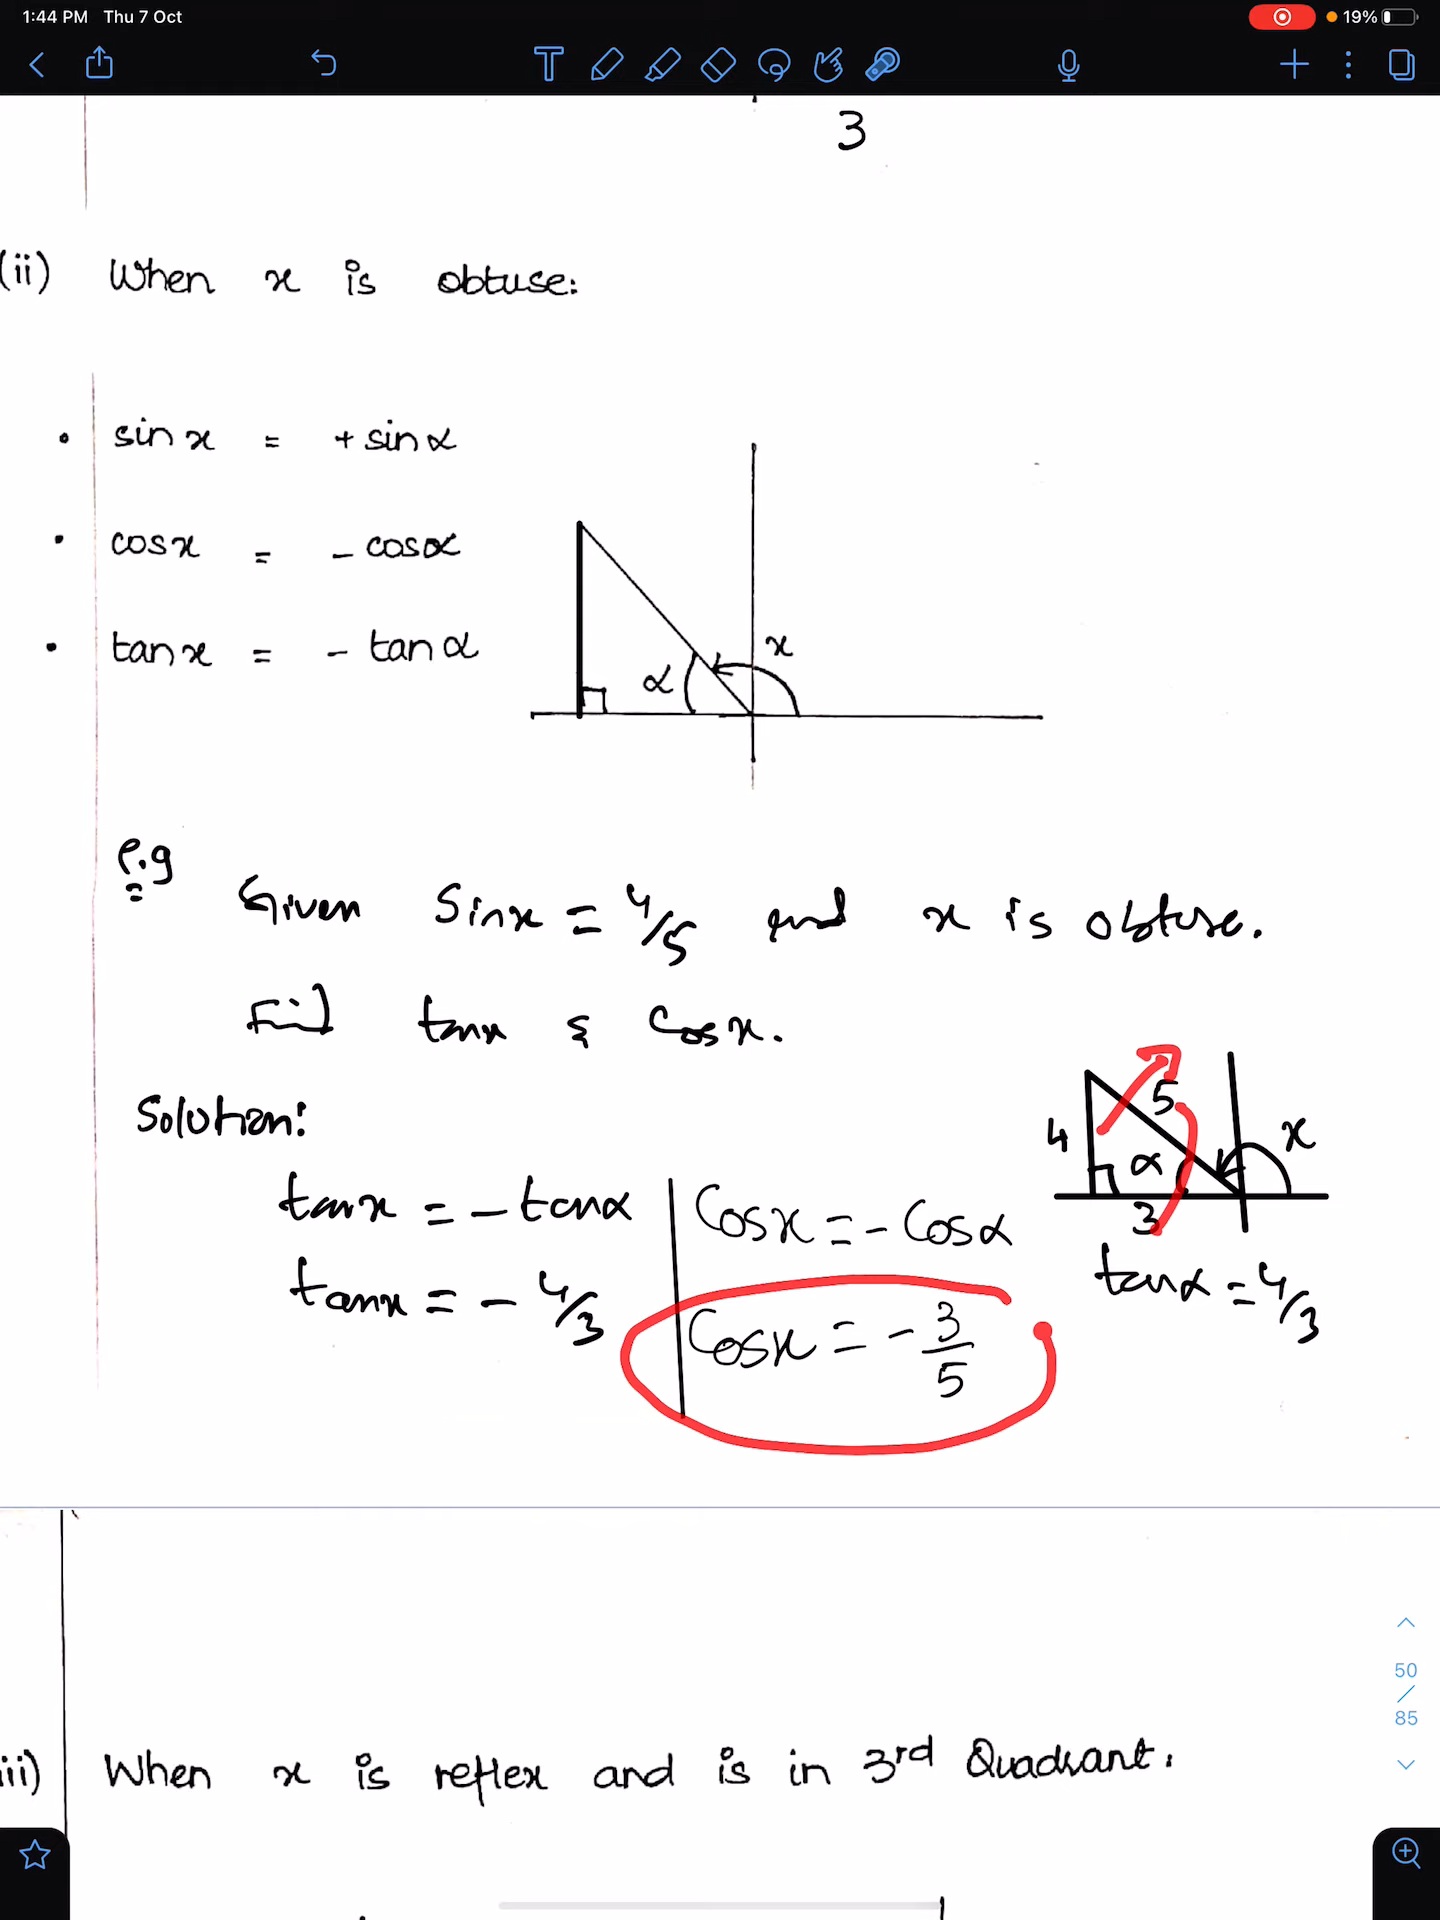 1:44 PM Thu 7 Oct
19%
3
(ii) When x is obtuse:
• sin x = + sin α
• cos x = - cos α
• tan x = - tan α
α
x
e.g
Given Sinx = 4/5 and x is obtuse.
Find tanx & Cosx.
Solution:
4
5
α
x
3
tanx = - tanα
Cosx = - Cosα
tanα = 4/3
tanx = - 4/3
Cosx = - 3/5
50
/
85
iii) When x is reflex and is in 3rd Quadrant.